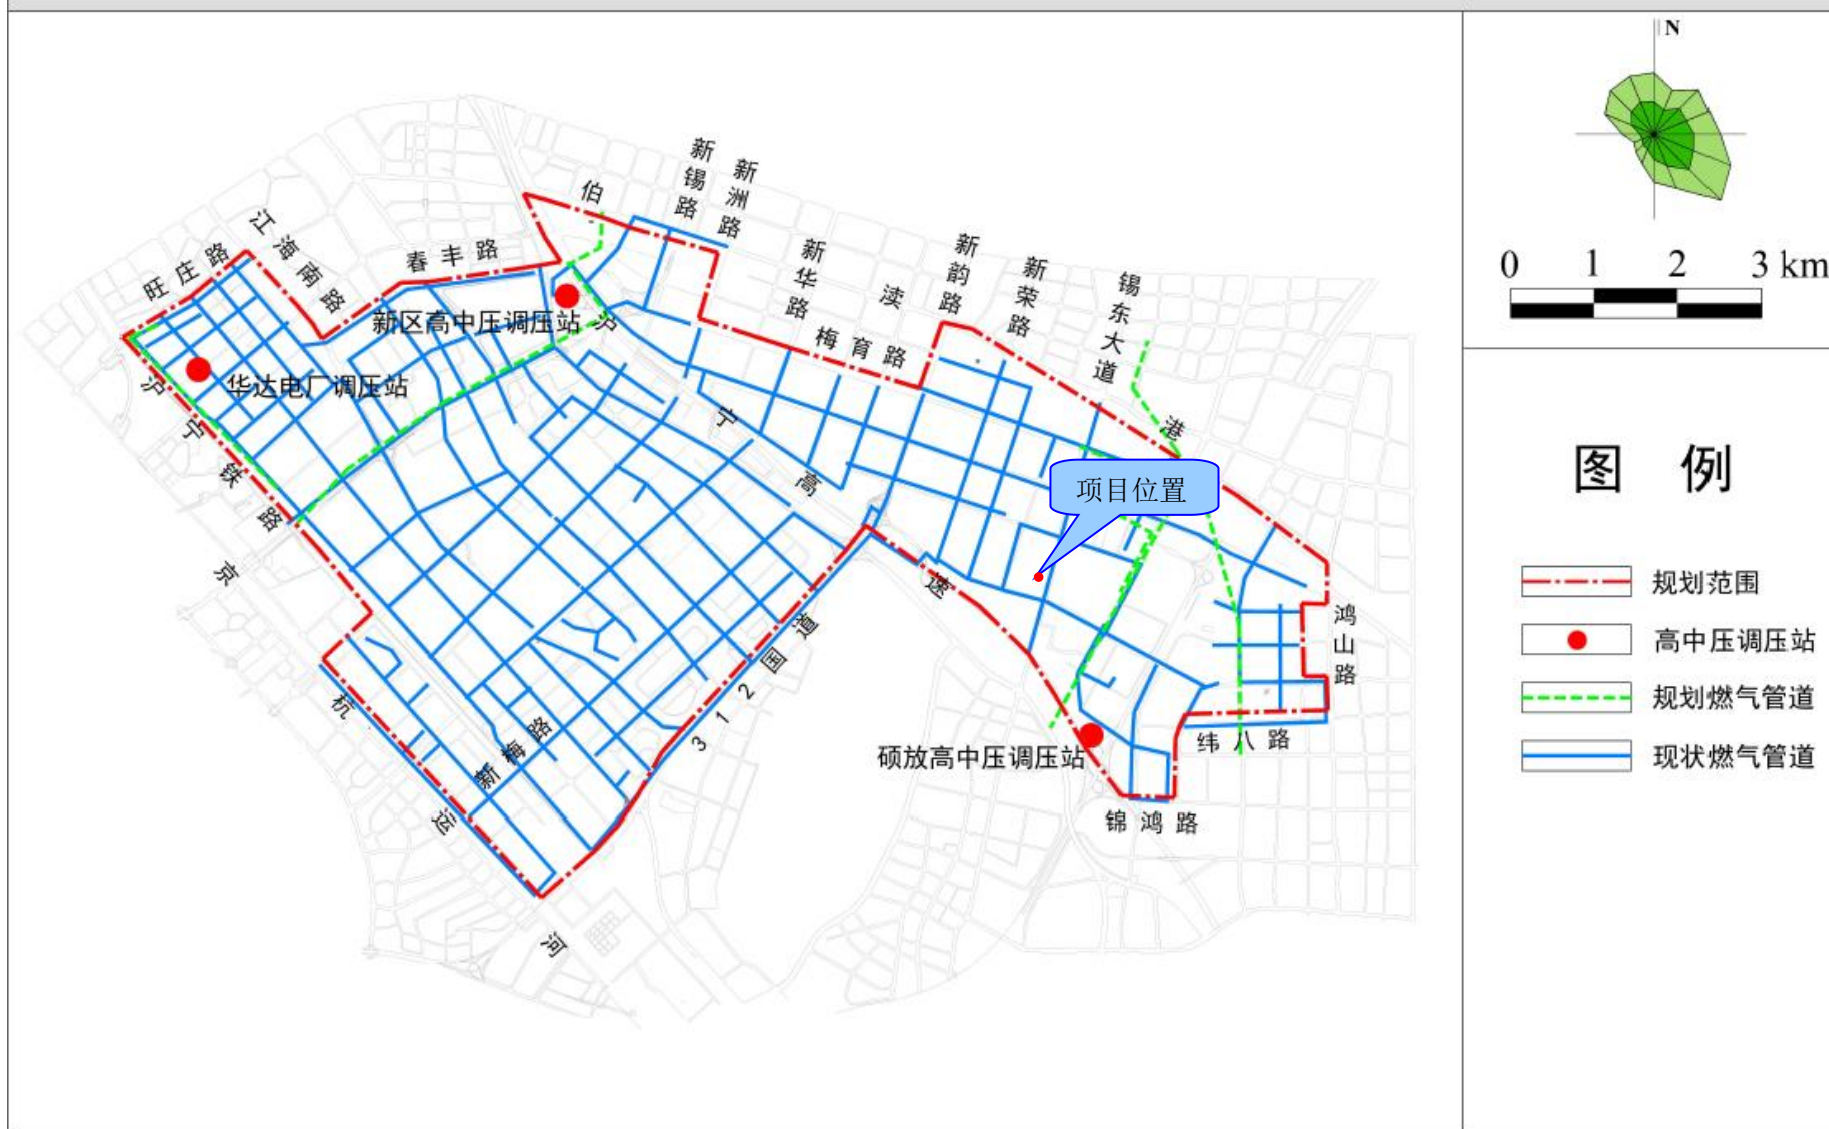 N
0 1 2 3 km
图 例
规划范围
高中压调压站
规划燃气管道
现状燃气管道
伯
渎
港
新锡路
新洲路
新华路
新韵路
新荣路
锡东大道
江海南路
旺庄路
春丰路
梅育路
新区高中压调压站
华达电厂调压站
沪宁铁路
沪宁高速
项目位置
京杭运河
312国道
新梅路
鸿山路
纬八路
硕放高中压调压站
锦鸿路